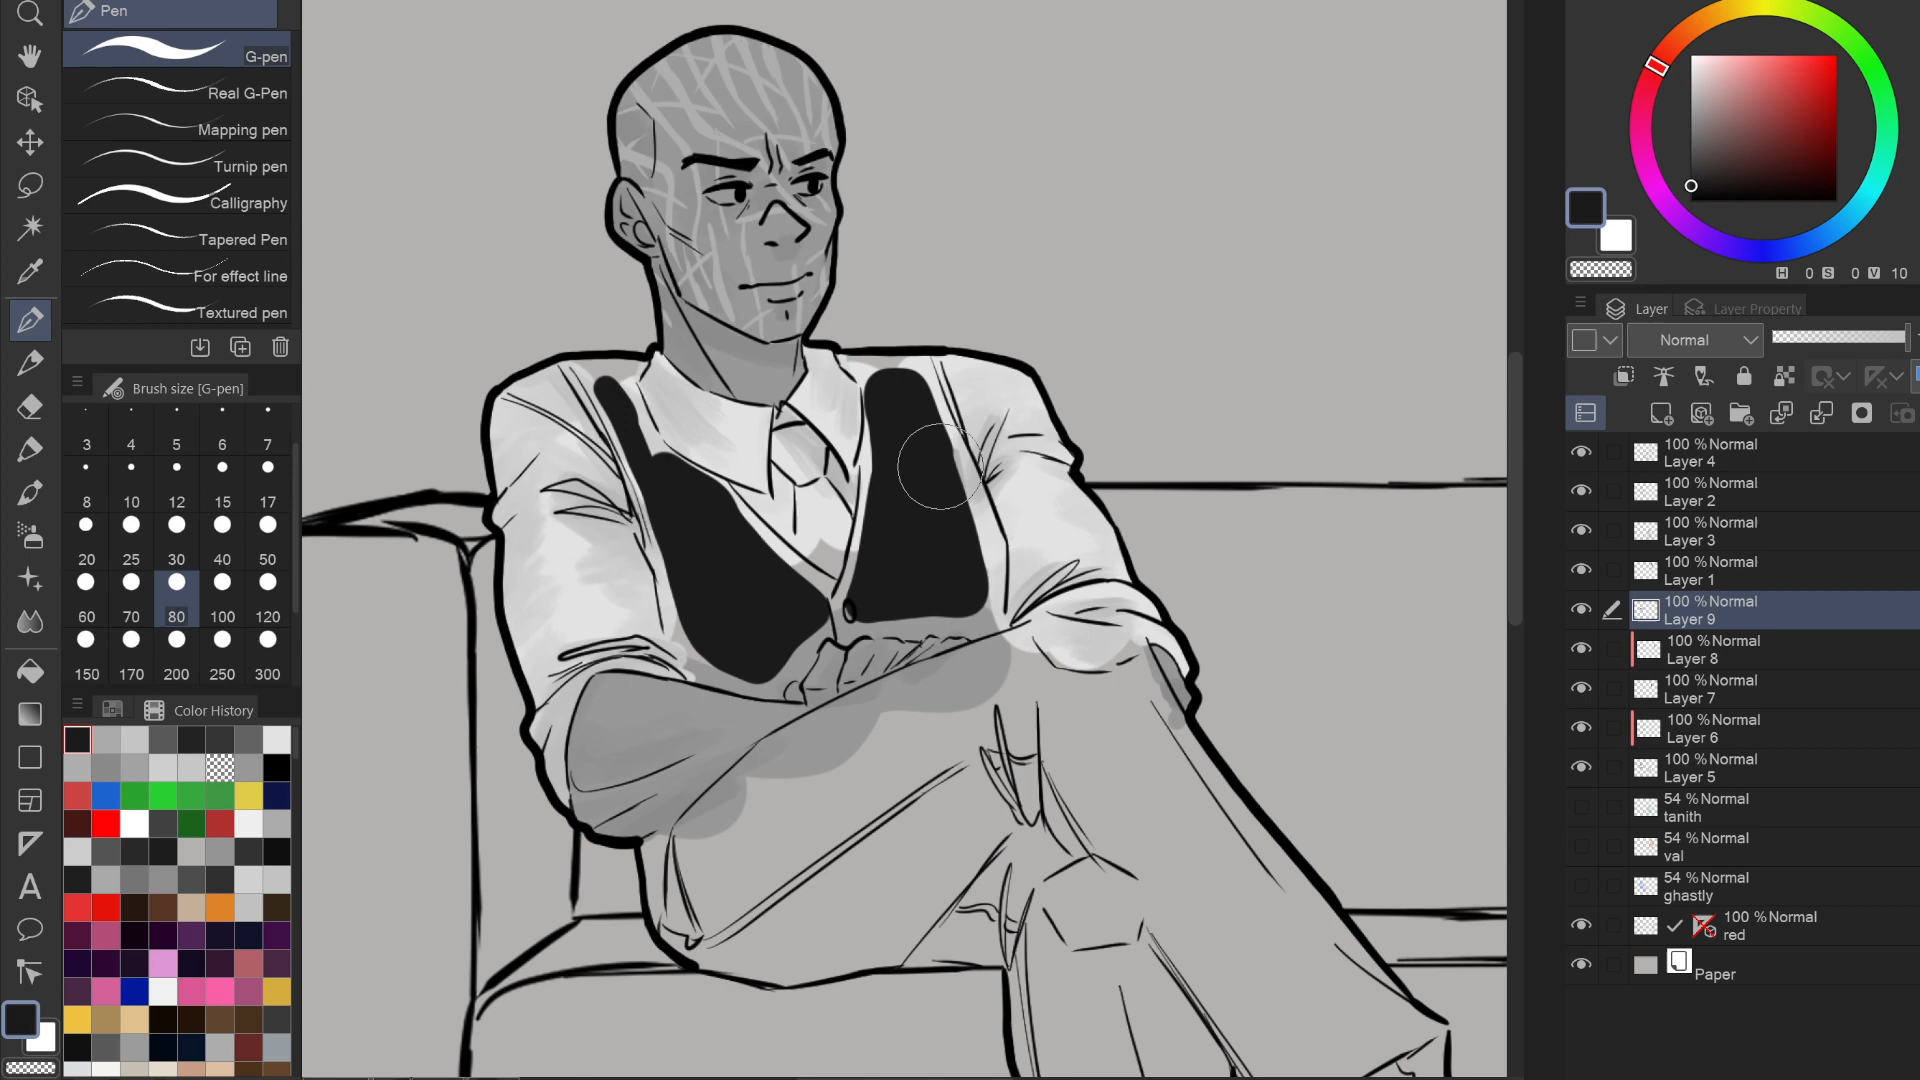 Pen
G-pen
Real G-Pen
Mapping pen
Turnip pen
Calligraphy
Tapered Pen
For effect line
Textured pen
Brush size [G-pen]
3 4 5 6 7
8 10 12 15 17
20 25 30 40 50
60 70 80 100 120
150 170 200 250 300
Color History
H 0 S 0 V 10
Layer Layer Property
Normal
100 %Normal
Layer 4
100 %Normal
Layer 2
100 %Normal
Layer 3
100 %Normal
Layer 1
100 %Normal
Layer 9
100 %Normal
Layer 8
100 %Normal
Layer 7
100 %Normal
Layer 6
100 %Normal
Layer 5
54 %Normal
tanith
54 %Normal
val
54 %Normal
ghastly
100 %Normal
red
Paper